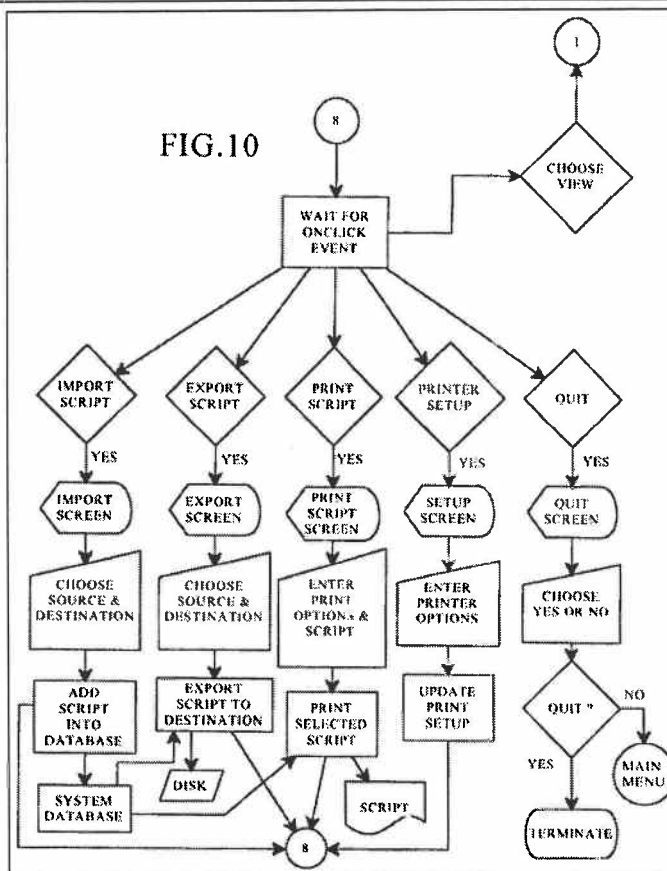 1
8
FIG.10
CHOOSE
VIEW
WAIT FOR
ONCLICK
EVENT
IMPORT
SCRIPT
EXPORT
SCRIPT
PRINT
SCRIPT
PRINTER
SETUP
QUIT
YES
YES
YES
YES
YES
IMPORT
SCREEN
EXPORT
SCREEN
PRINT
SCRIPT
SCREEN
SETUP
SCREEN
QUIT
SCREEN
CHOOSE
SOURCE &
DESTINATION
CHOOSE
SOURCE &
DESTINATION
ENTER
PRINT
OPTIONs &
SCRIPT
ENTER
PRINTER
OPTIONS
CHOOSE
YES OR NO
ADD
SCRIPT
INTO
DATABASE
EXPORT
SCRIPT TO
DESTINATION
PRINT
SELECTED
SCRIPT
UPDATE
PRINT
SETUP
QUIT ?
NO
YES
MAIN
MENU
SYSTEM
DATABASE
DISK
SCRIPT
8
TERMINATE